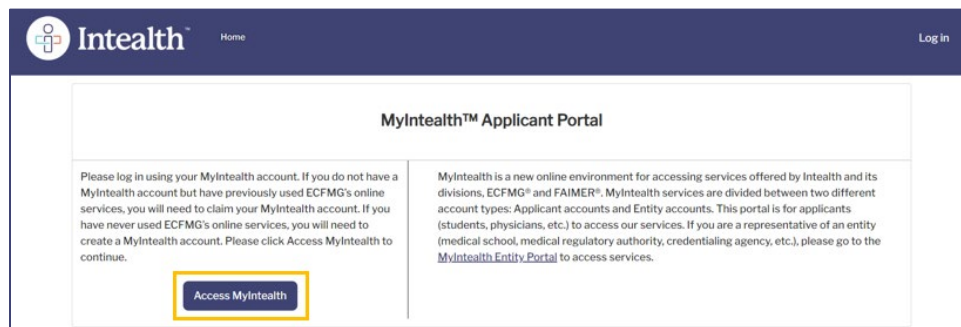 Intealth™ Home Log in
MyIntealth™ Applicant Portal
Please log in using your MyIntealth account. If you do not have a
MyIntealth account but have previously used ECFMG's online
services, you will need to claim your MyIntealth account. If you
have never used ECFMG's online services, you will need to
create a MyIntealth account. Please click Access MyIntealth to
continue.
Access MyIntealth
MyIntealth is a new online environment for accessing services offered by Intealth and its
divisions, ECFMG® and FAIMER®. MyIntealth services are divided between two different
account types: Applicant accounts and Entity accounts. This portal is for applicants
(students, physicians, etc.) to access our services. If you are a representative of an entity
(medical school, medical regulatory authority, credentialing agency, etc.), please go to the
MyIntealth Entity Portal to access services.